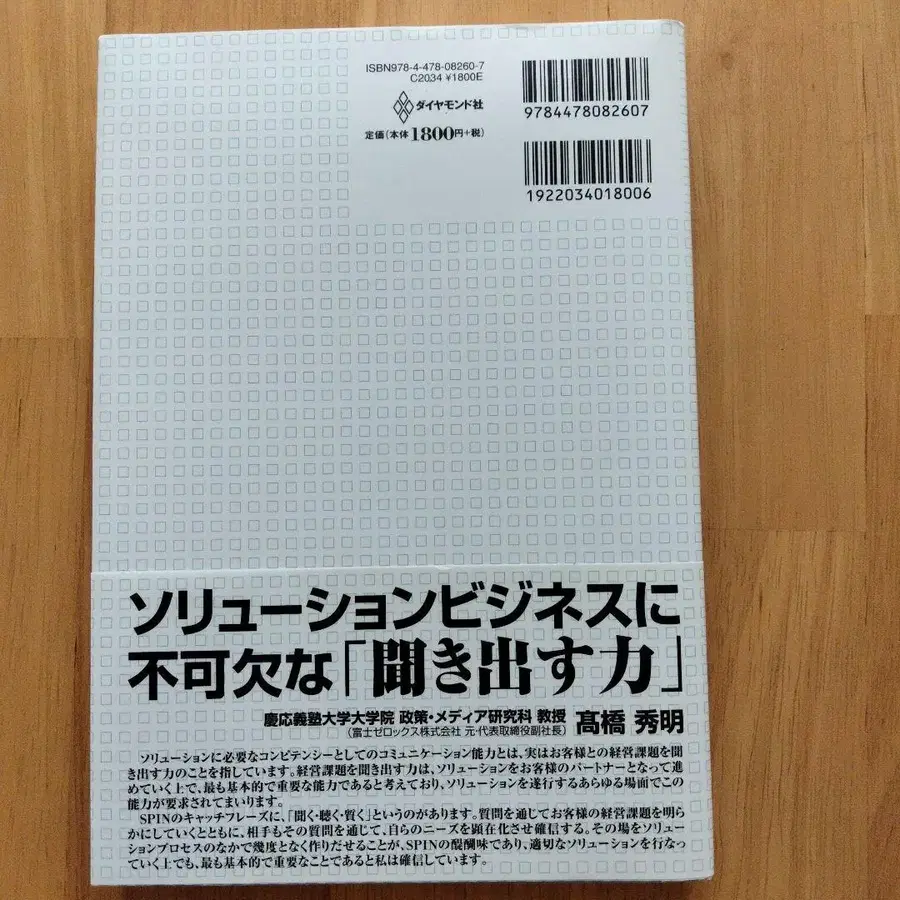 ISBN978-4-478-08260-7
C2034 ¥1800E
ダイヤモンド社
定価(本体1800円+税)
9784478082607
1922034018006
ソリューションビジネスに
不可欠な「聞き出す力」
慶応義塾大学大学院 政策・メディア研究科 教授 髙橋 秀明
(富士ゼロックス株式会社 元・代表取締役副社長)
ソリューションに必要なコンピテンシーとしてのコミュニケーション能力とは、実はお客様との経営課題を聞
き出す力のことを指しています。経営課題を聞き出す力は、ソリューションをお客様のパートナーとなって進
めていく上で、最も基本的で重要な能力であると考えており、ソリューションを遂行するあらゆる場面でこの
能力が要求されてまいります。
SPINのキャッチフレーズに、「聞く・聴く・質く」というのがあります。質問を通じてお客様の経営課題を明ら
かにしていくとともに、相手もその質問を通じて、自らのニーズを顕在化させ確信する。その場をソリュー
ションプロセスのなかで幾度となく作りだせることが、SPINの醍醐味であり、適切なソリューションを行なっ
ていく上でも、最も基本的で重要なことであると私は確信しています。